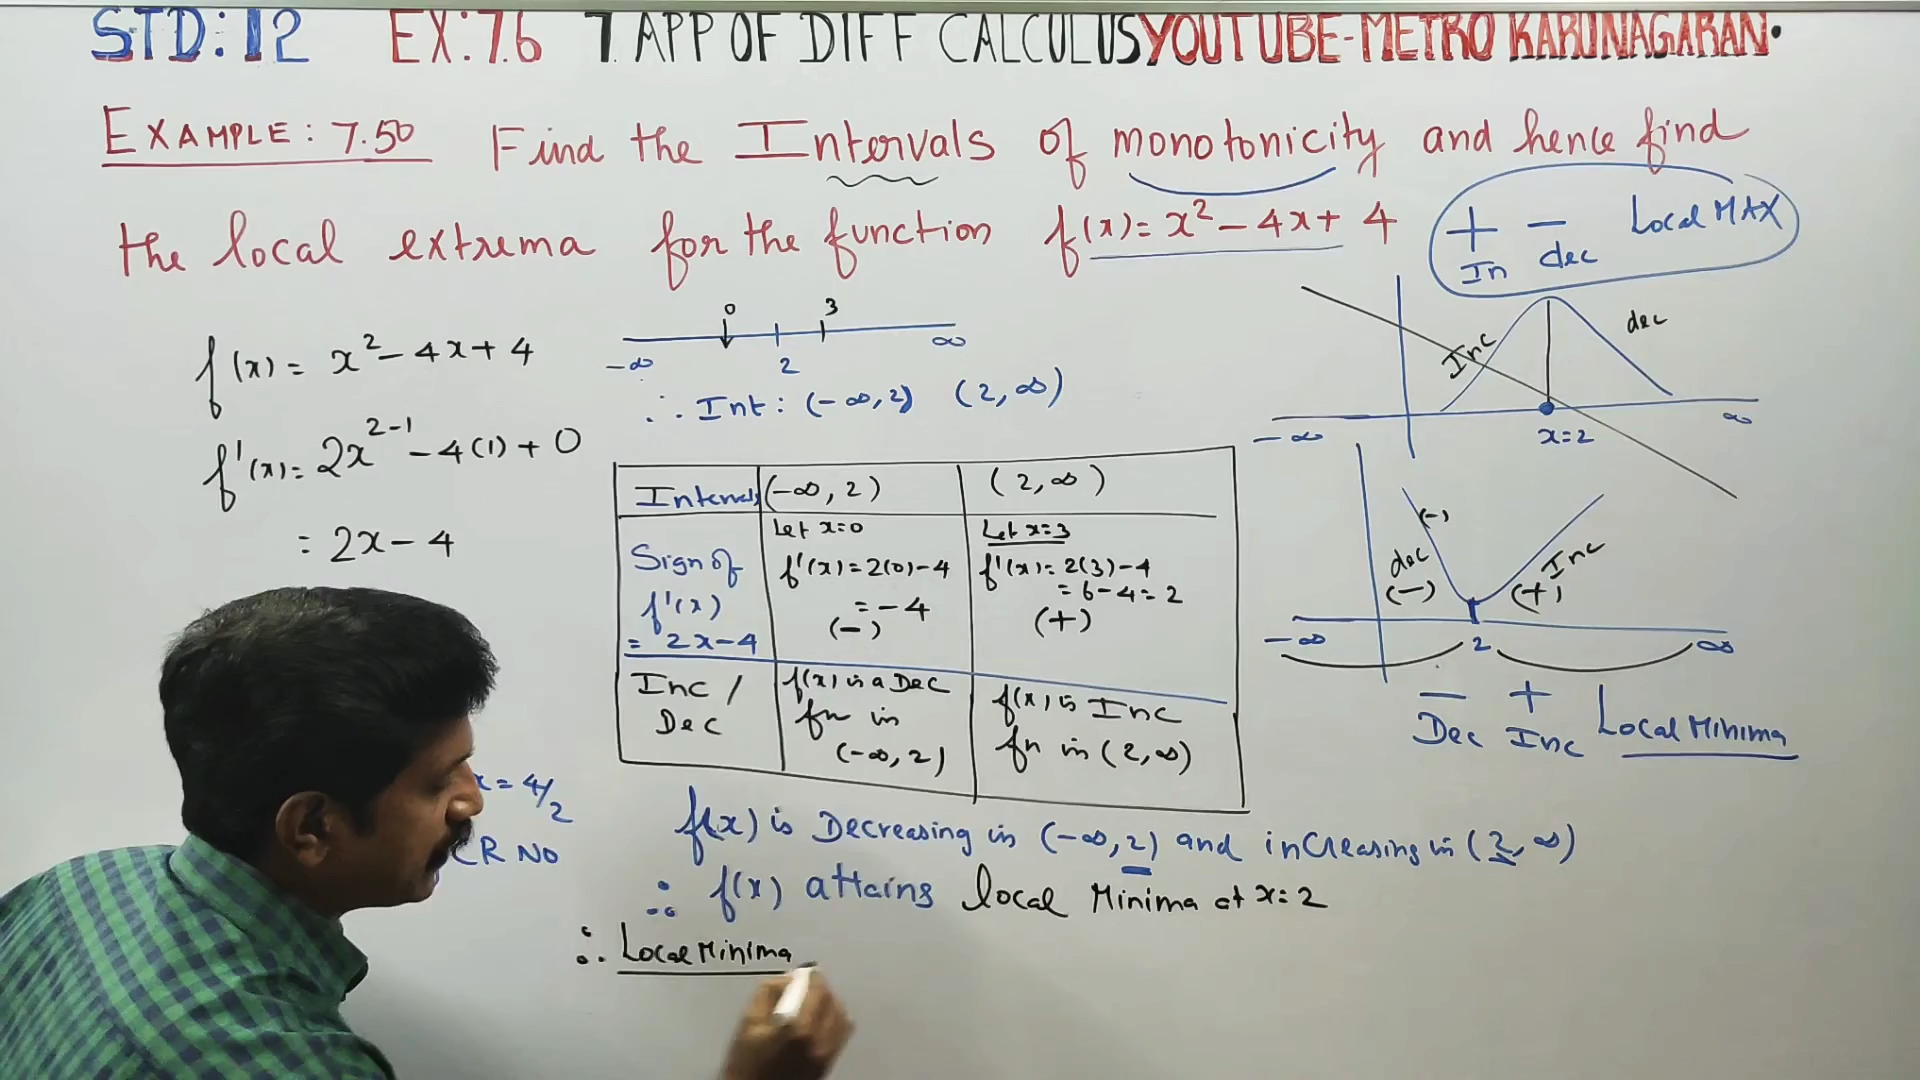 STD: 12 EX: 7.6 7 APP OF DIFF CALCULUS YOUTUBE-METRO KARUNAGARAN.
EXAMPLE: 7.50 Find the Intervals of monotonicity and hence find
the local extrema for the function f(x) = x² - 4x + 4
+ - Local MAX
In dec
f(x) = x² - 4x + 4
f'(x) = 2x²⁻¹ - 4(1) + 0
= 2x - 4
x = 4/2
CR NO
0 3
-∞ 2 ∞
∴ Int: (-∞, 2) (2, ∞)
Intervals (-∞, 2) (2, ∞)
Sign of
f'(x)
= 2x-4
Let x=0
f'(x) = 2(0) - 4
= -4
(-)
Let x=3
f'(x) = 2(3) - 4
= 6 - 4 = 2
(+)
Inc /
Dec
f(x) is a Dec
fn in
(-∞, 2)
f(x) is Inc
fn in (2, ∞)
Inc dec
-∞ x=2 ∞
(-)
dec
(-)
Inc
(+)
-∞ 2 ∞
- +
Dec Inc Local Minima
f(x) is Decreasing in (-∞, 2) and increasing in (2, ∞)
∴ f(x) attains local Minima at x=2
∴ Local Minima